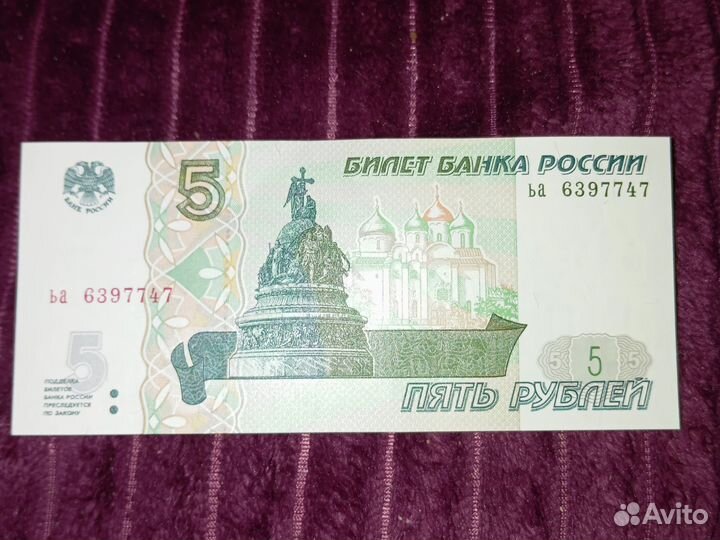 5
БИЛЕТ БАНКА РОССИИ
ьа 6397747
БАНК РОССИИ
ьа 6397747
5
ПОДДЕЛКА
БИЛЕТОВ
БАНКА РОССИИ
ПРЕСЛЕДУЕТСЯ
ПО ЗАКОНУ
5 5 5
ПЯТЬ РУБЛЕЙ
Avito